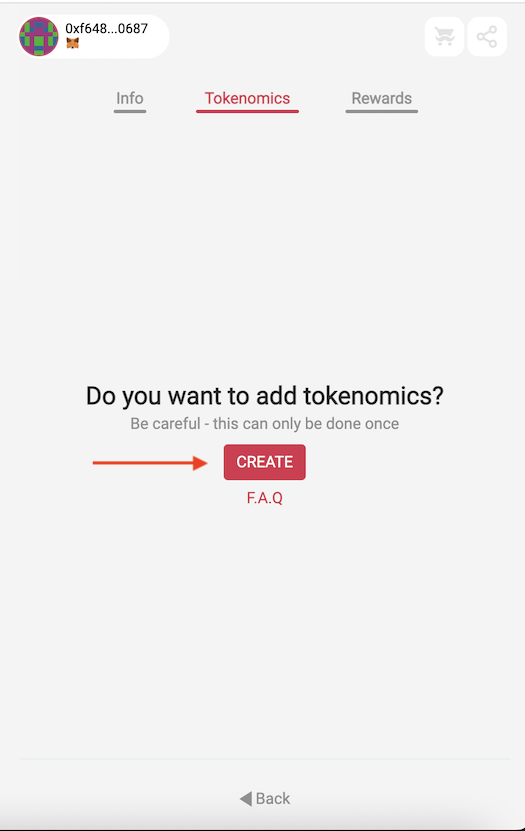 0xf648...0687
Info
Tokenomics
Rewards
Do you want to add tokenomics?
Be careful - this can only be done once
CREATE
F.A.Q
Back